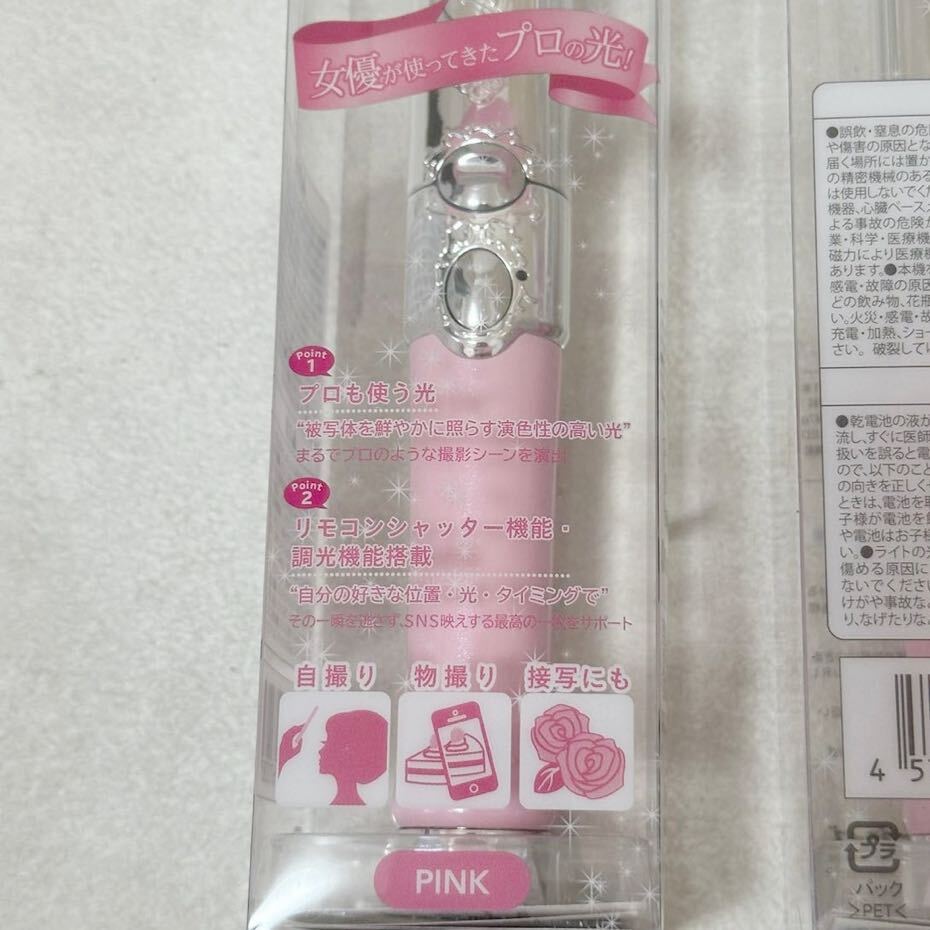 女優が使ってきたプロの光!
Point
1
プロも使う光
“被写体を鮮やかに照らす演色性の高い光”
まるでプロのような撮影シーンを演出
Point
2
リモコンシャッター機能・
調光機能搭載
“自分の好きな位置・光・タイミングで”
その一瞬を逃さず、SNS映えする最高の一枚をサポート
自撮り
物撮り
接写にも
PINK
●誤飲・窒息の危
や傷害の原因とな
届く場所には置か
の精密機械のある
は使用しないでくだ
機器、心臓ペース
よる事故の危険が
業・科学・医療機
磁力により医療機
あります。●本機を
感電・故障の原因
どの飲み物、花瓶
い。火災・感電・故
充電・加熱、ショー
さい。破裂して
●乾電池の液が
流し、すぐに医師
扱いを誤ると電
ので、以下のこと
の向きを正しく
ときは、電池を取
子様が電池を飲
や電池はお子様
い。●ライトの光
傷める原因に
ないでください
けがや事故な
り、なげたりな
4 5
プラ
パック
>PET<